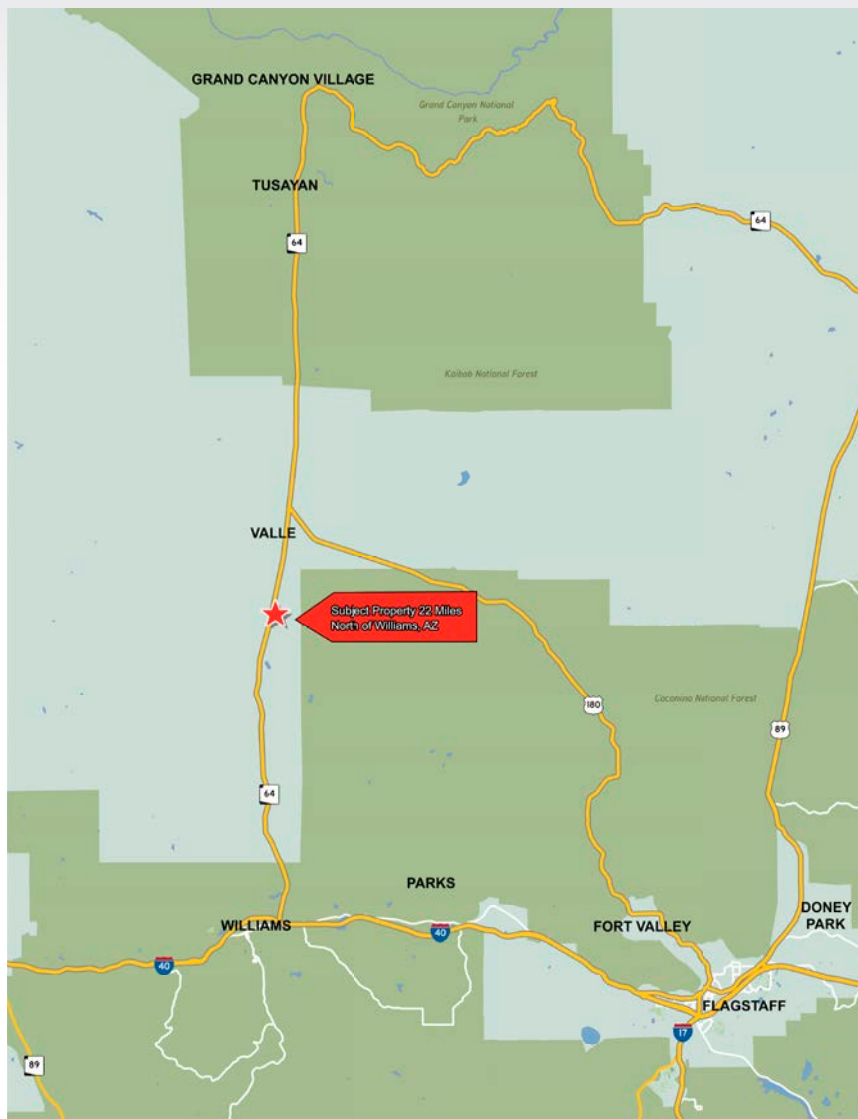 GRAND CANYON VILLAGE
Grand Canyon National
Park
TUSAYAN
64
64
Kaibab National Forest
VALLE
Subject Property 22 Miles
North of Williams, AZ
Coconino National Forest
180
89
64
PARKS
WILLIAMS
40
FORT VALLEY
DONEY
PARK
40
FLAGSTAFF
17
89